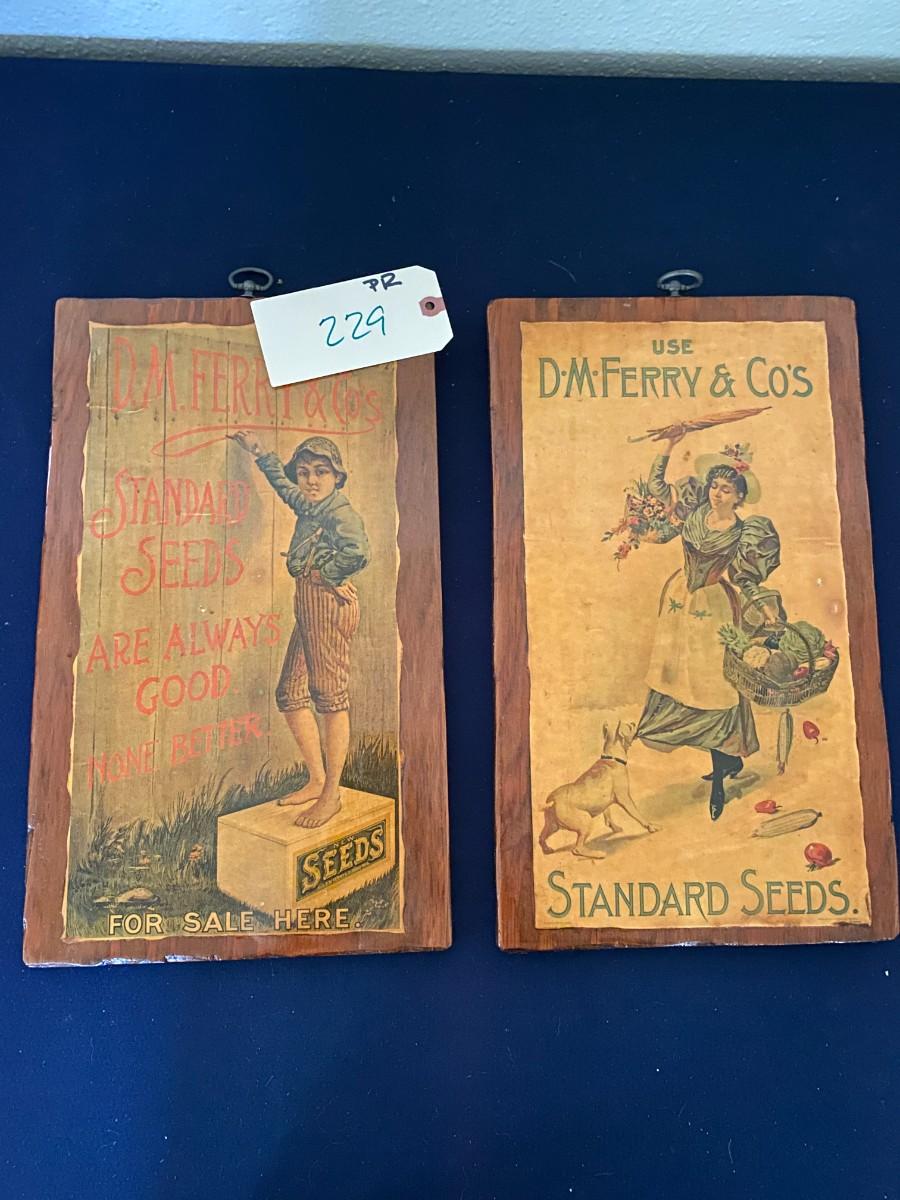 PR
229
D.M. FERRY & Co's
STANDARD
SEEDS
ARE ALWAYS
GOOD.
NONE BETTER.
SEEDS
FOR SALE HERE.
USE
D·M·FERRY & CO'S
STANDARD SEEDS.